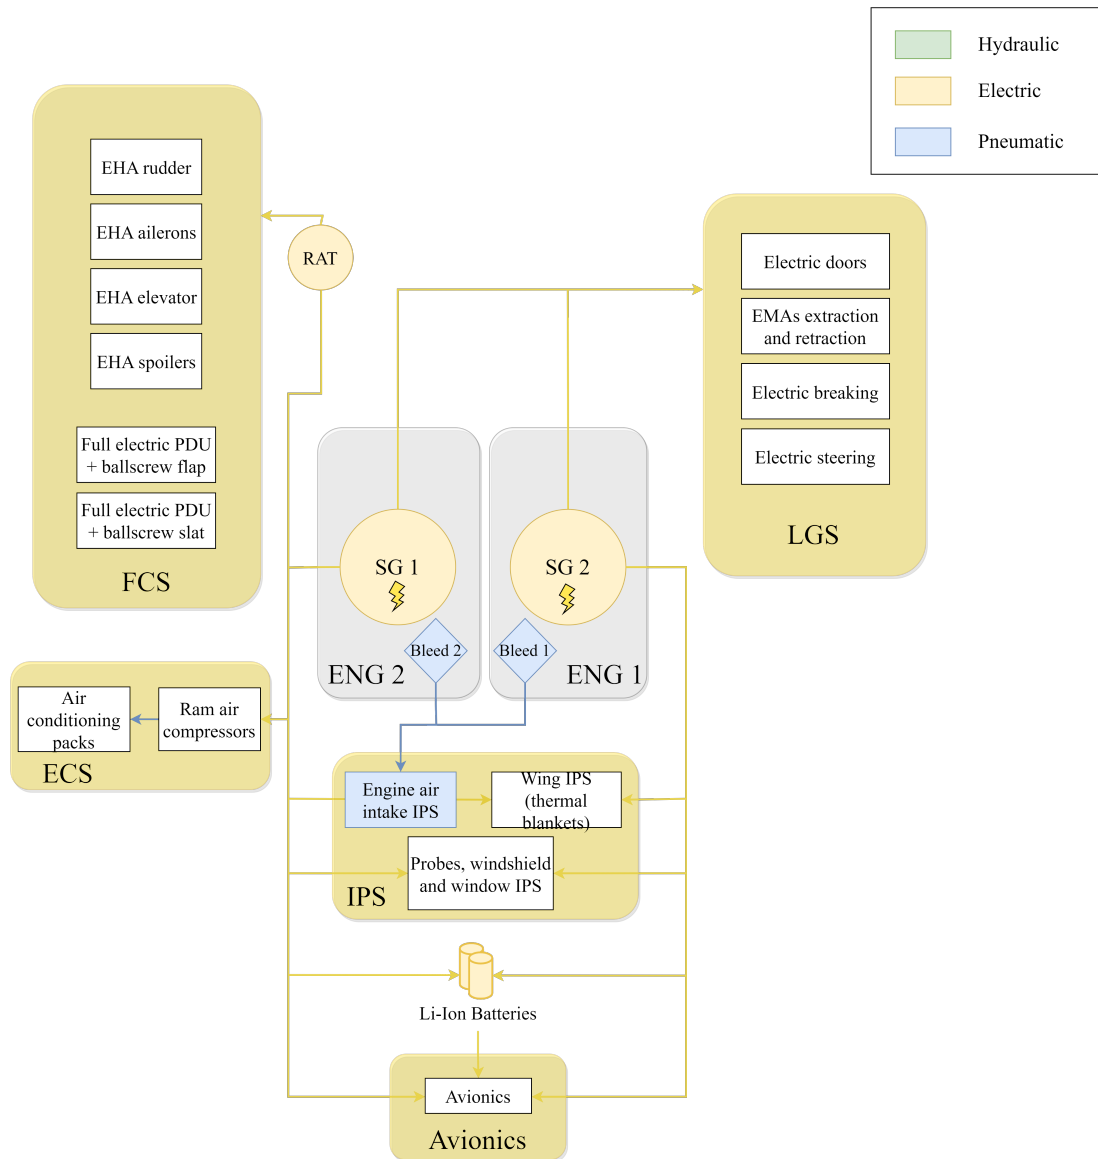 Hydraulic
Electric
Pneumatic
EHA rudder
EHA ailerons
EHA elevator
EHA spoilers
Full electric PDU
+ ballscrew flap
Full electric PDU
+ ballscrew slat
FCS
RAT
Electric doors
EMAs extraction
and retraction
Electric breaking
Electric steering
LGS
SG 1
Bleed 2
ENG 2
SG 2
Bleed 1
ENG 1
Air
conditioning
packs
Ram air
compressors
ECS
Engine air
intake IPS
Wing IPS
(thermal
blankets)
Probes, windshield
and window IPS
IPS
Li-Ion Batteries
Avionics
Avionics